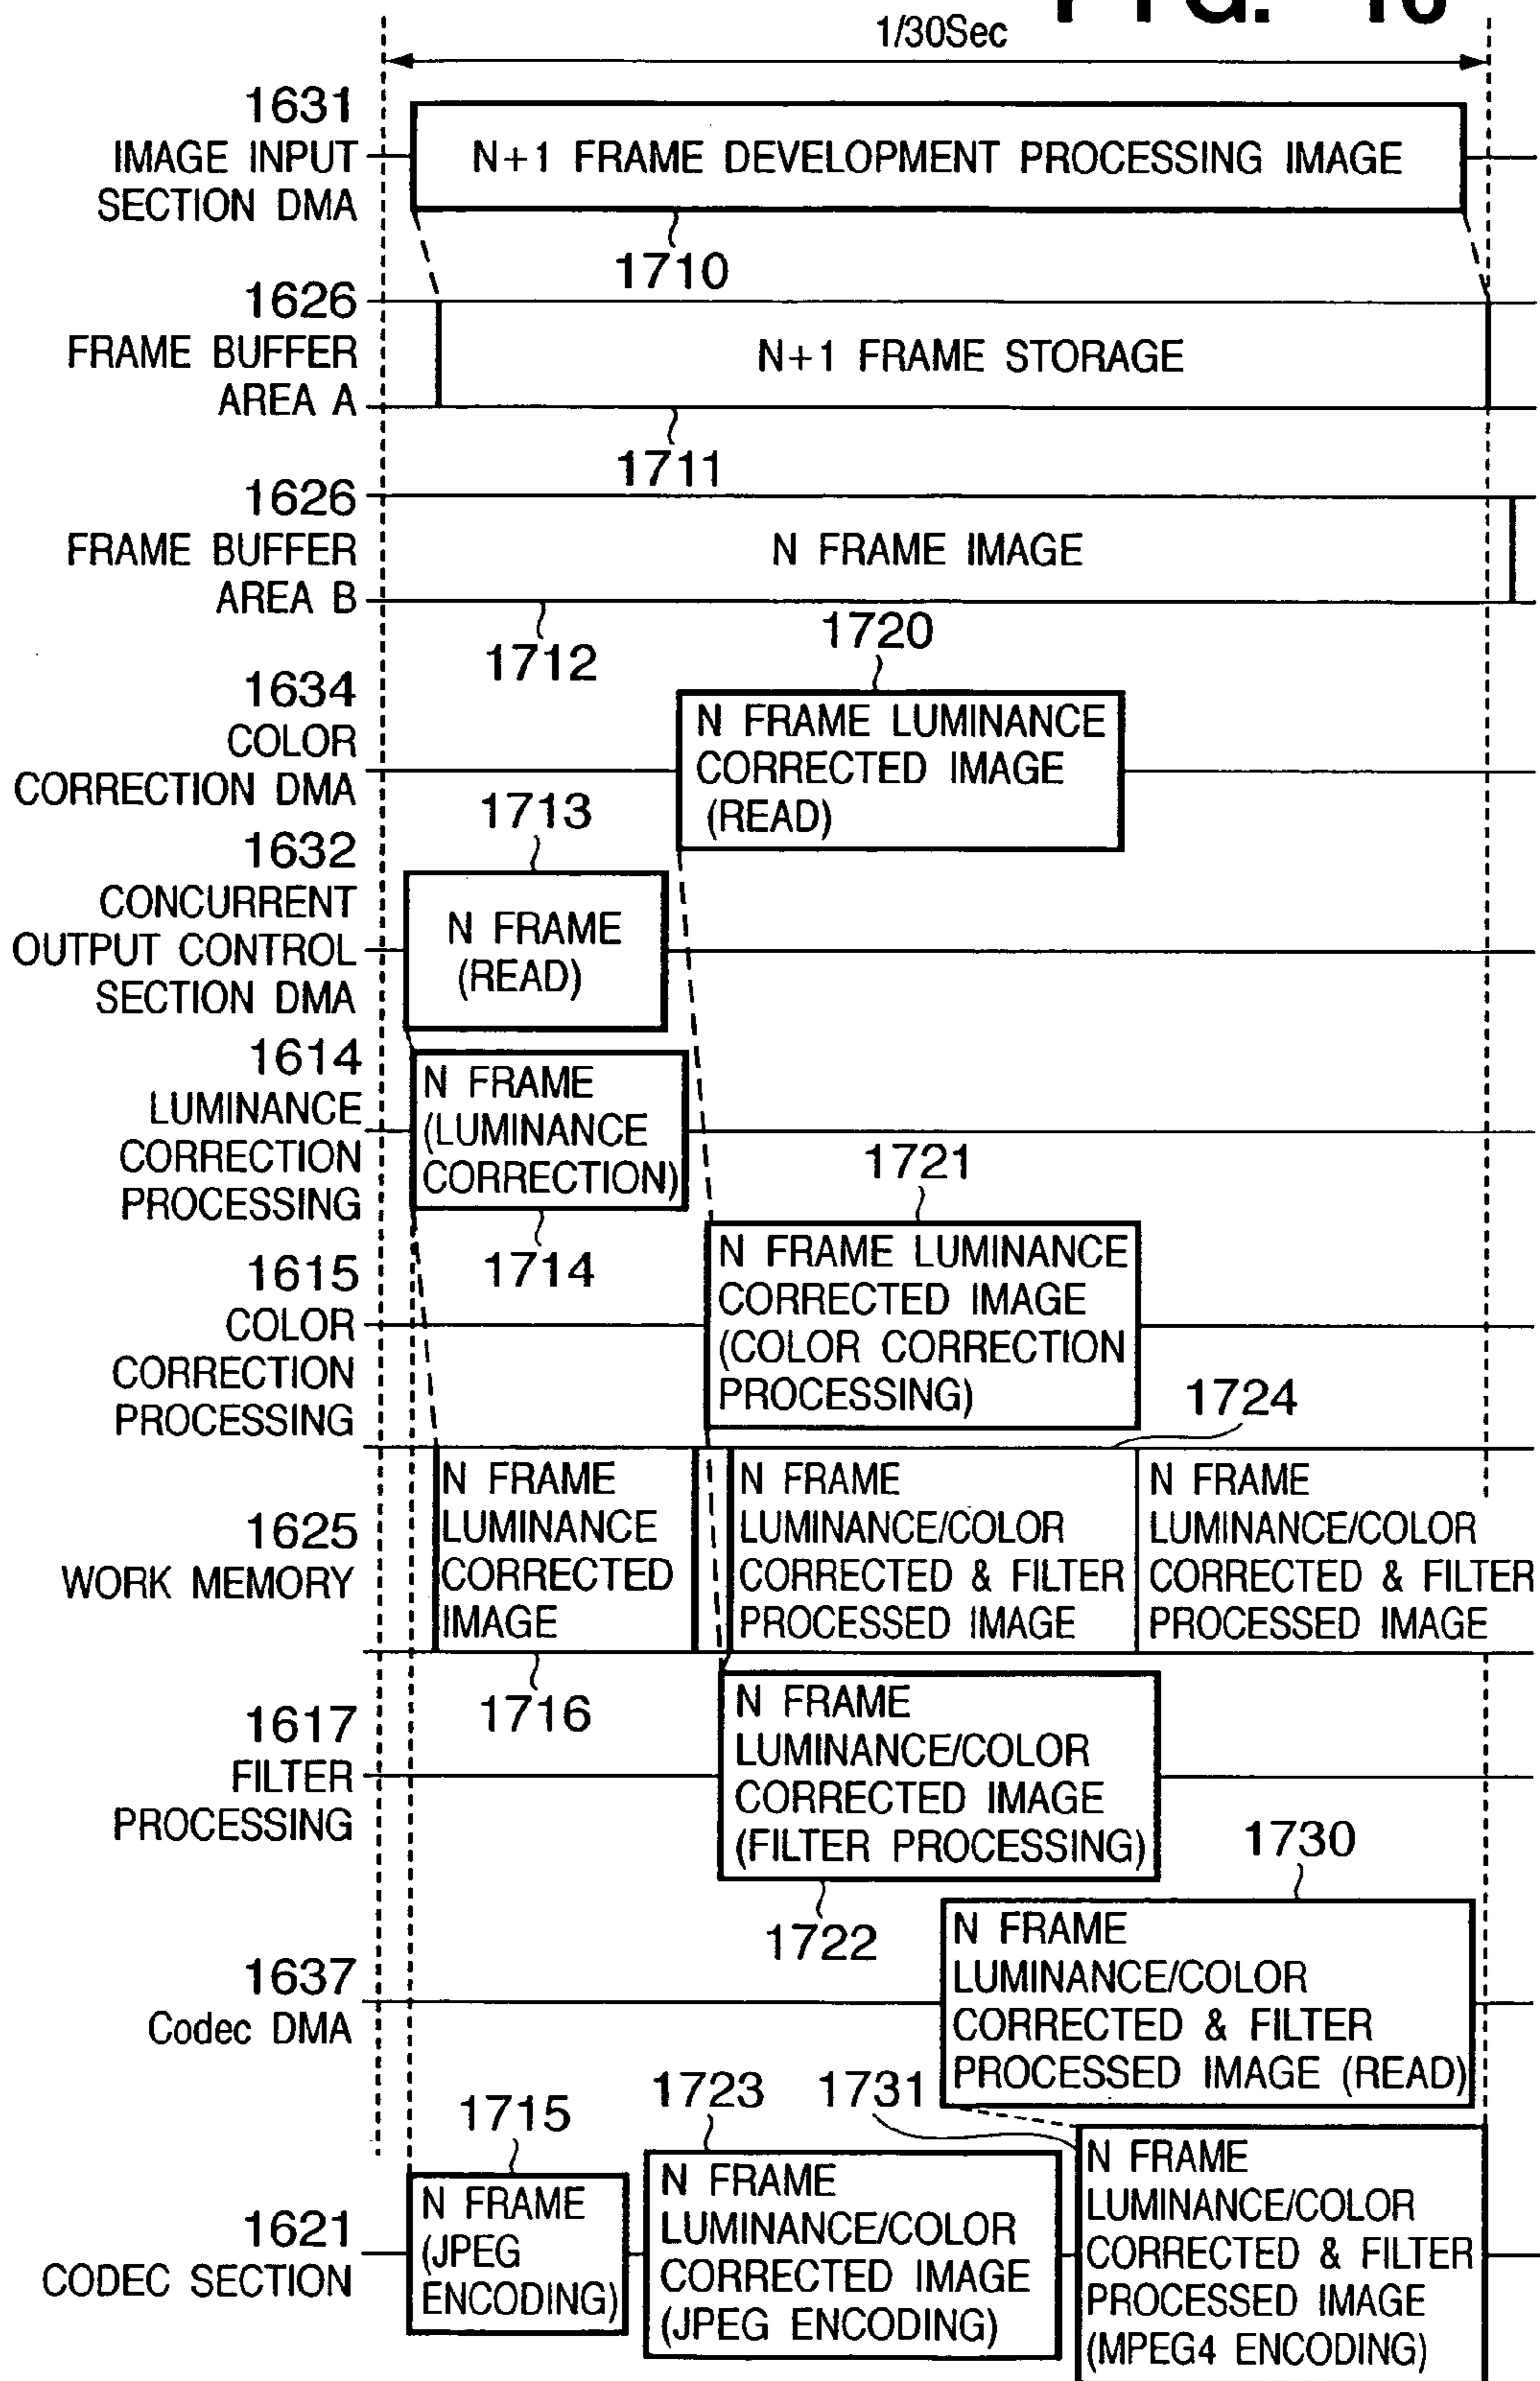 1/30Sec
1631
IMAGE INPUT
SECTION DMA
N+1 FRAME DEVELOPMENT PROCESSING IMAGE
1710
1626
FRAME BUFFER
AREA A
N+1 FRAME STORAGE
1711
1626
FRAME BUFFER
AREA B
N FRAME IMAGE
1712
1720
1634
COLOR
CORRECTION DMA
N FRAME LUMINANCE
CORRECTED IMAGE
(READ)
1713
1632
CONCURRENT
OUTPUT CONTROL
SECTION DMA
N FRAME
(READ)
1614
LUMINANCE
CORRECTION
PROCESSING
N FRAME
(LUMINANCE
CORRECTION)
1714
1721
1615
COLOR
CORRECTION
PROCESSING
N FRAME LUMINANCE
CORRECTED IMAGE
(COLOR CORRECTION
PROCESSING)
1724
1625
WORK MEMORY
N FRAME
LUMINANCE
CORRECTED
IMAGE
N FRAME
LUMINANCE/COLOR
CORRECTED & FILTER
PROCESSED IMAGE
N FRAME
LUMINANCE/COLOR
CORRECTED & FILTER
PROCESSED IMAGE
1716
1617
FILTER
PROCESSING
N FRAME
LUMINANCE/COLOR
CORRECTED IMAGE
(FILTER PROCESSING)
1722
1730
1637
Codec DMA
N FRAME
LUMINANCE/COLOR
CORRECTED & FILTER
PROCESSED IMAGE (READ)
1715
1723
1731
1621
CODEC SECTION
N FRAME
(JPEG
ENCODING)
N FRAME
LUMINANCE/COLOR
CORRECTED IMAGE
(JPEG ENCODING)
N FRAME
LUMINANCE/COLOR
CORRECTED & FILTER
PROCESSED IMAGE
(MPEG4 ENCODING)